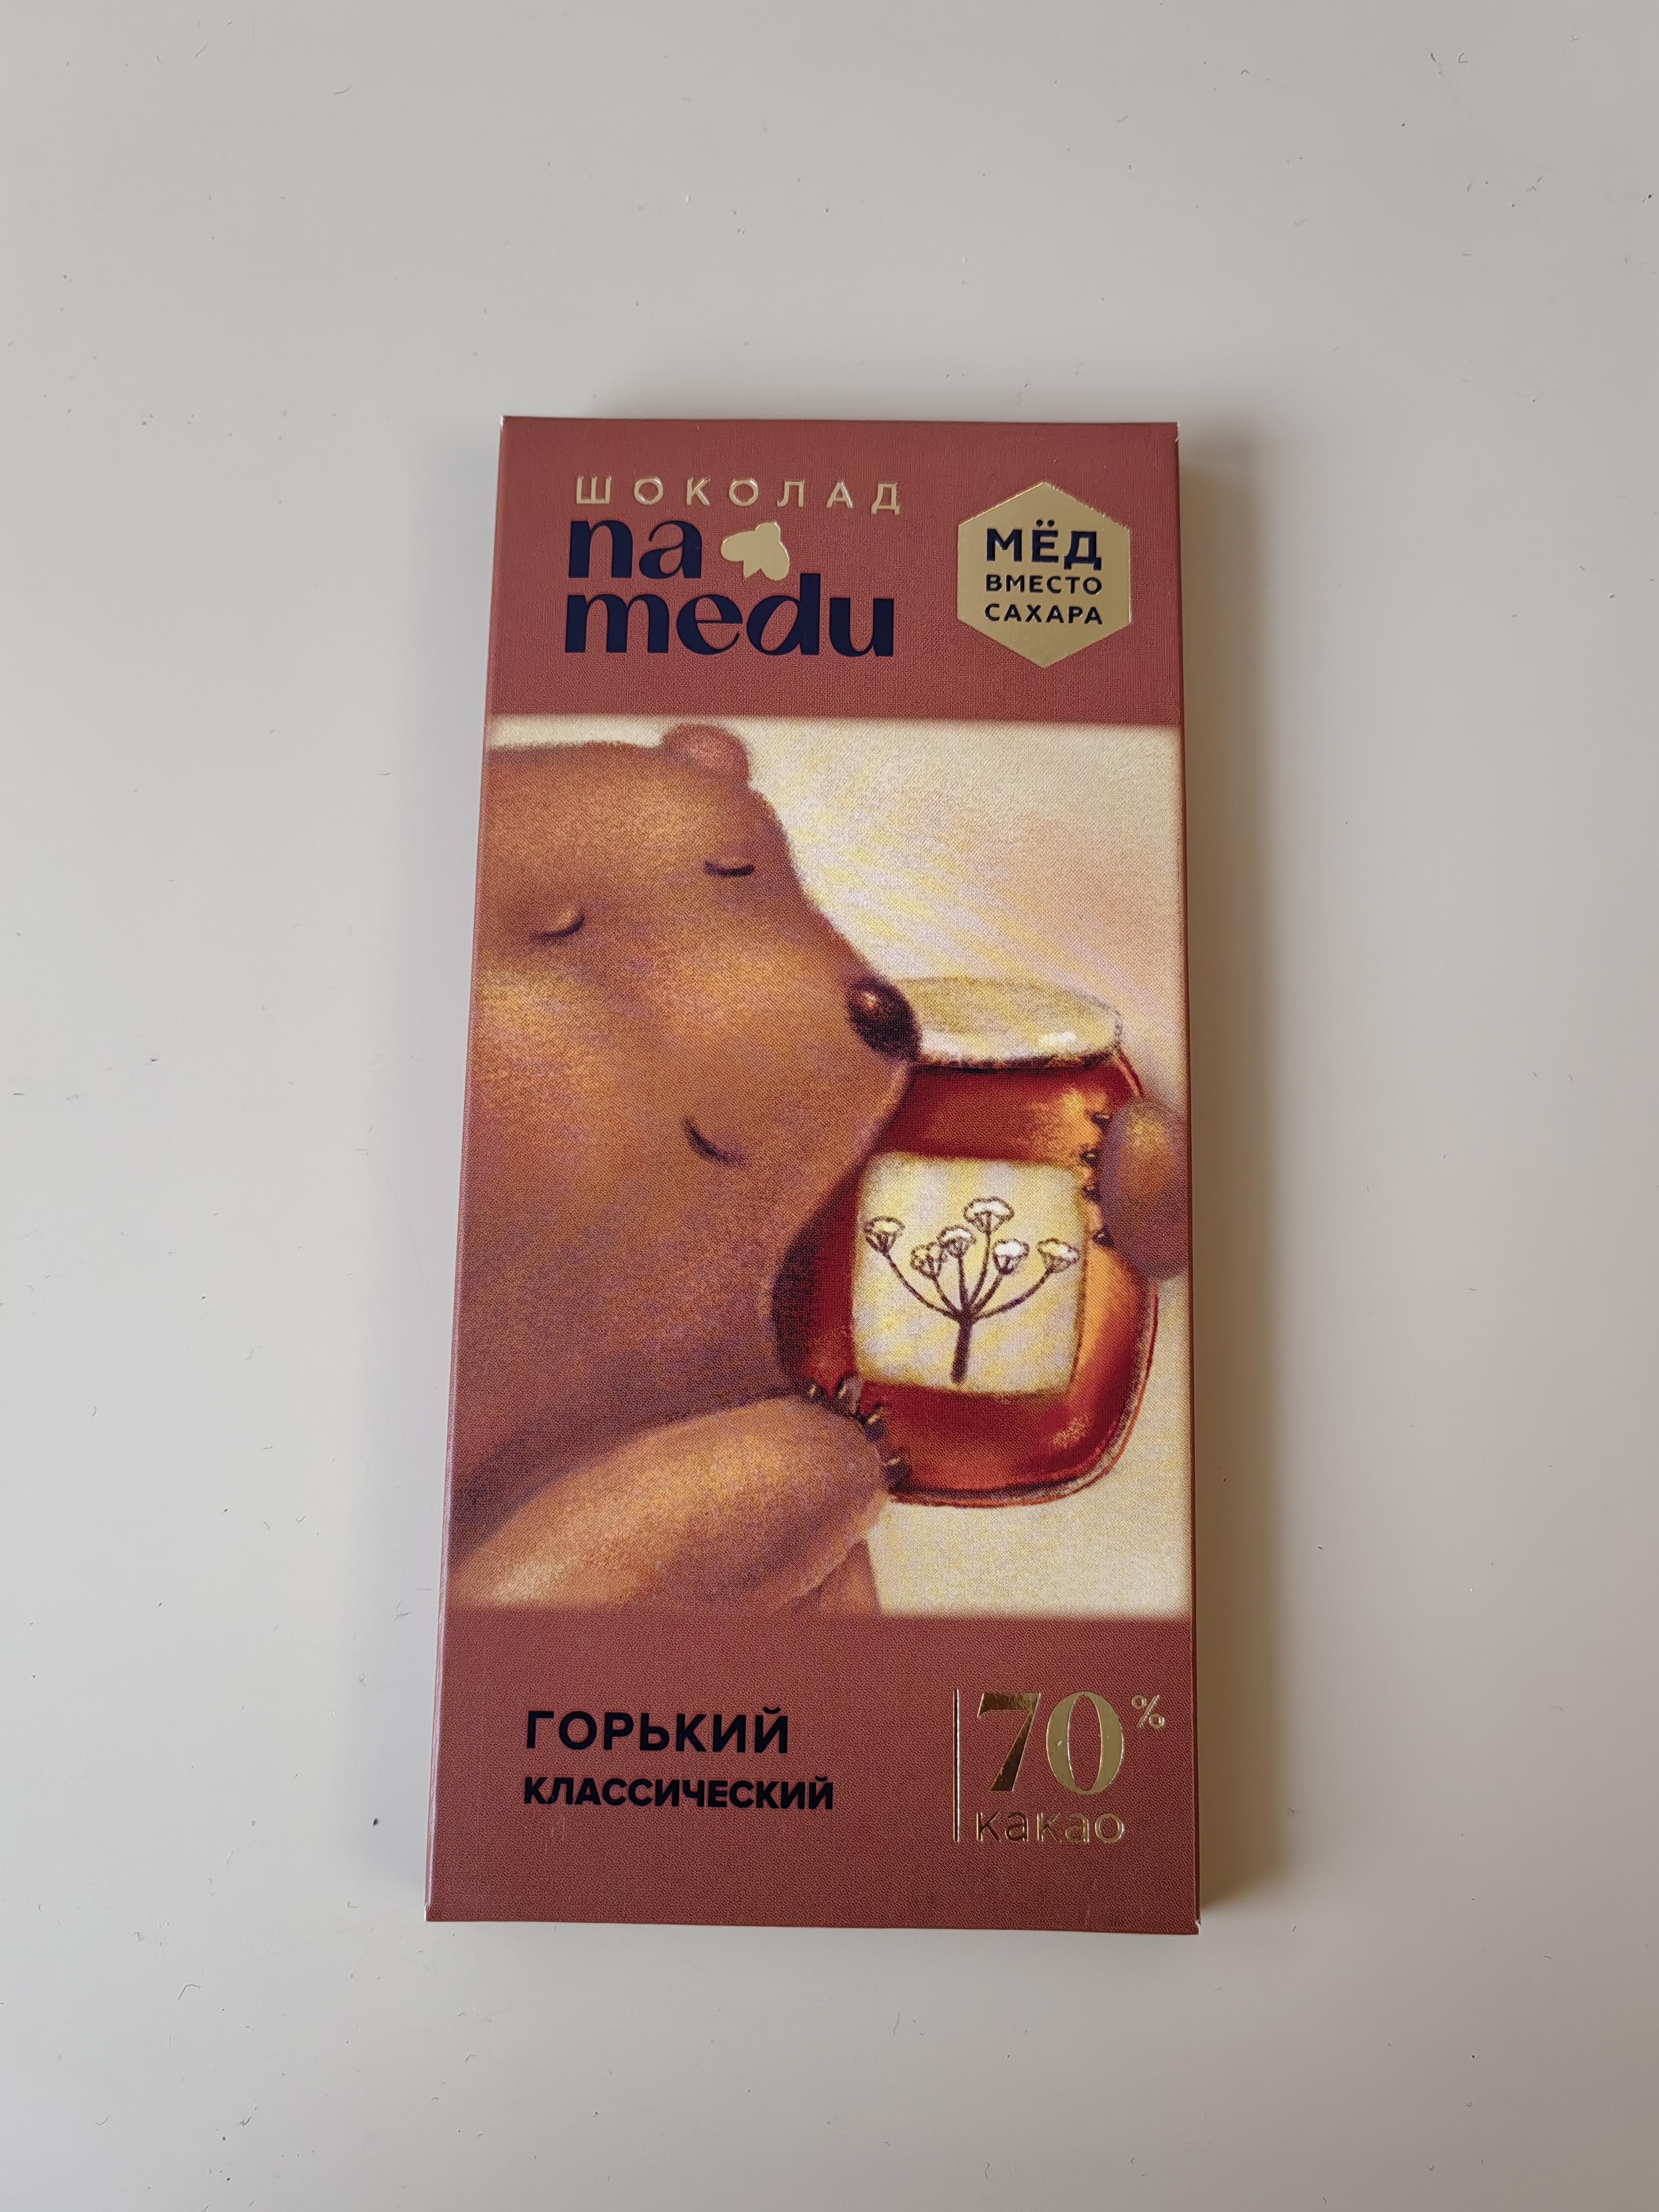 ШОКОЛАД
na
medu
МЁД
ВМЕСТО
САХАРА
ГОРЬКИЙ
КЛАССИЧЕСКИЙ
70%
какао